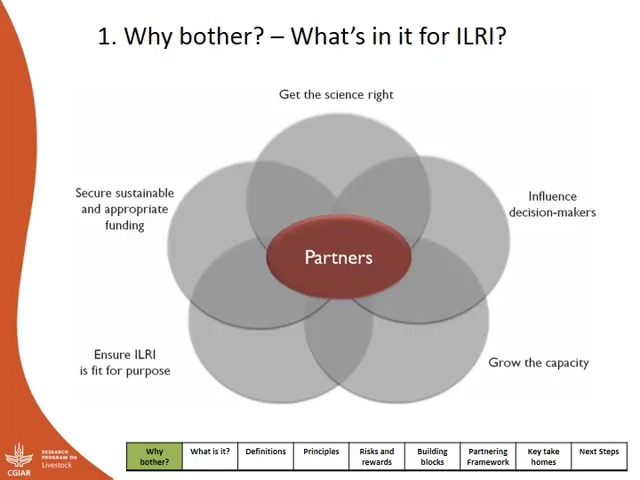 1. Why bother? – What's in it for ILRI?
Get the science right
Secure sustainable
and appropriate
funding
Influence
decision-makers
Partners
Ensure ILRI
is fit for purpose
Grow the capacity
CGIAR
RESEARCH
PROGRAM ON
Livestock
Why
bother?
What is it?
Definitions
Principles
Risks and
rewards
Building
blocks
Partnering
Framework
Key take
homes
Next Steps